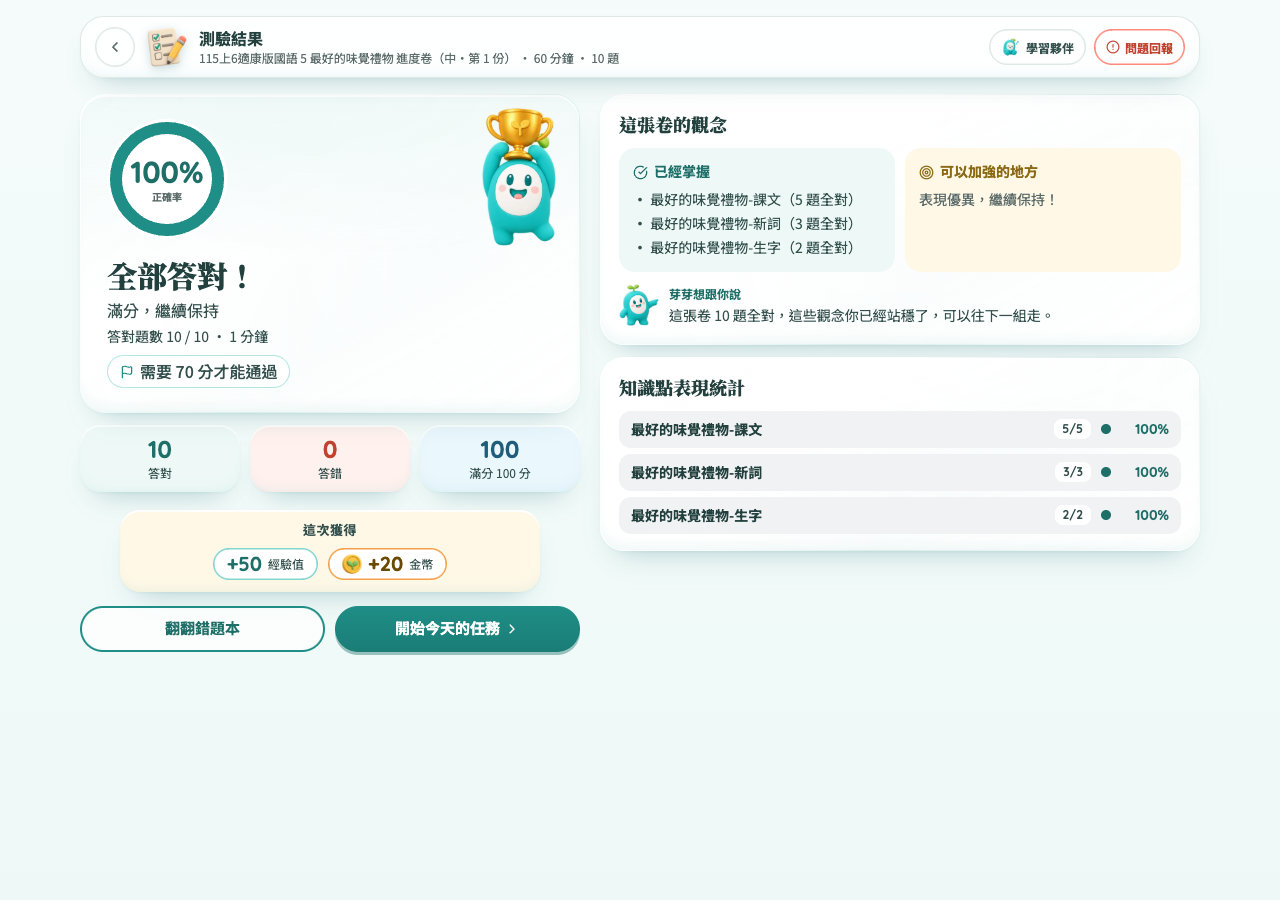 測驗結果
115上6適康版國語 5 最好的味覺禮物 進度卷（中・第 1 份） ・ 60 分鐘 ・ 10 題
學習夥伴
問題回報
100%
正確率
全部答對！
滿分，繼續保持
答對題數 10 / 10 ・ 1 分鐘
需要 70 分才能通過
10
答對
0
答錯
100
滿分 100 分
這次獲得
+50 經驗值
+20 金幣
翻翻錯題本
開始今天的任務
這張卷的觀念
已經掌握
・ 最好的味覺禮物-課文（5 題全對）
・ 最好的味覺禮物-新詞（3 題全對）
・ 最好的味覺禮物-生字（2 題全對）
可以加強的地方
表現優異，繼續保持！
芽芽想跟你說
這張卷 10 題全對，這些觀念你已經站穩了，可以往下一組走。
知識點表現統計
最好的味覺禮物-課文 5/5 100%
最好的味覺禮物-新詞 3/3 100%
最好的味覺禮物-生字 2/2 100%